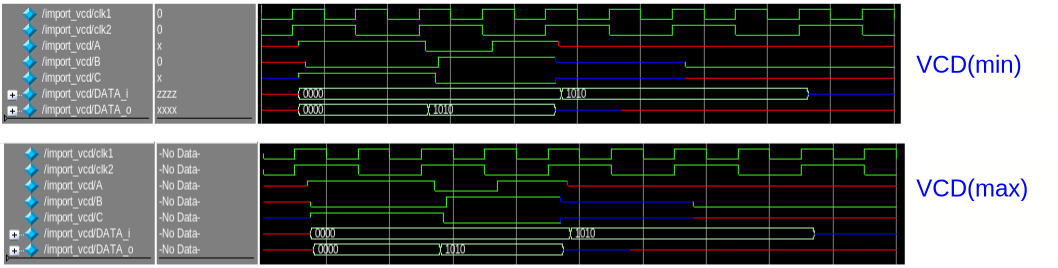 /import_vcd/clk1 0
/import_vcd/clk2 0
/import_vcd/A x
/import_vcd/B 0
/import_vcd/C x
/import_vcd/DATA_i zzzz 0000 1010
/import_vcd/DATA_o xxxx 0000 1010
VCD(min)
/import_vcd/clk1 -No Data-
/import_vcd/clk2 -No Data-
/import_vcd/A -No Data-
/import_vcd/B -No Data-
/import_vcd/C -No Data-
/import_vcd/DATA_i -No Data- 0000 1010
/import_vcd/DATA_o -No Data- 0000 1010
VCD(max)